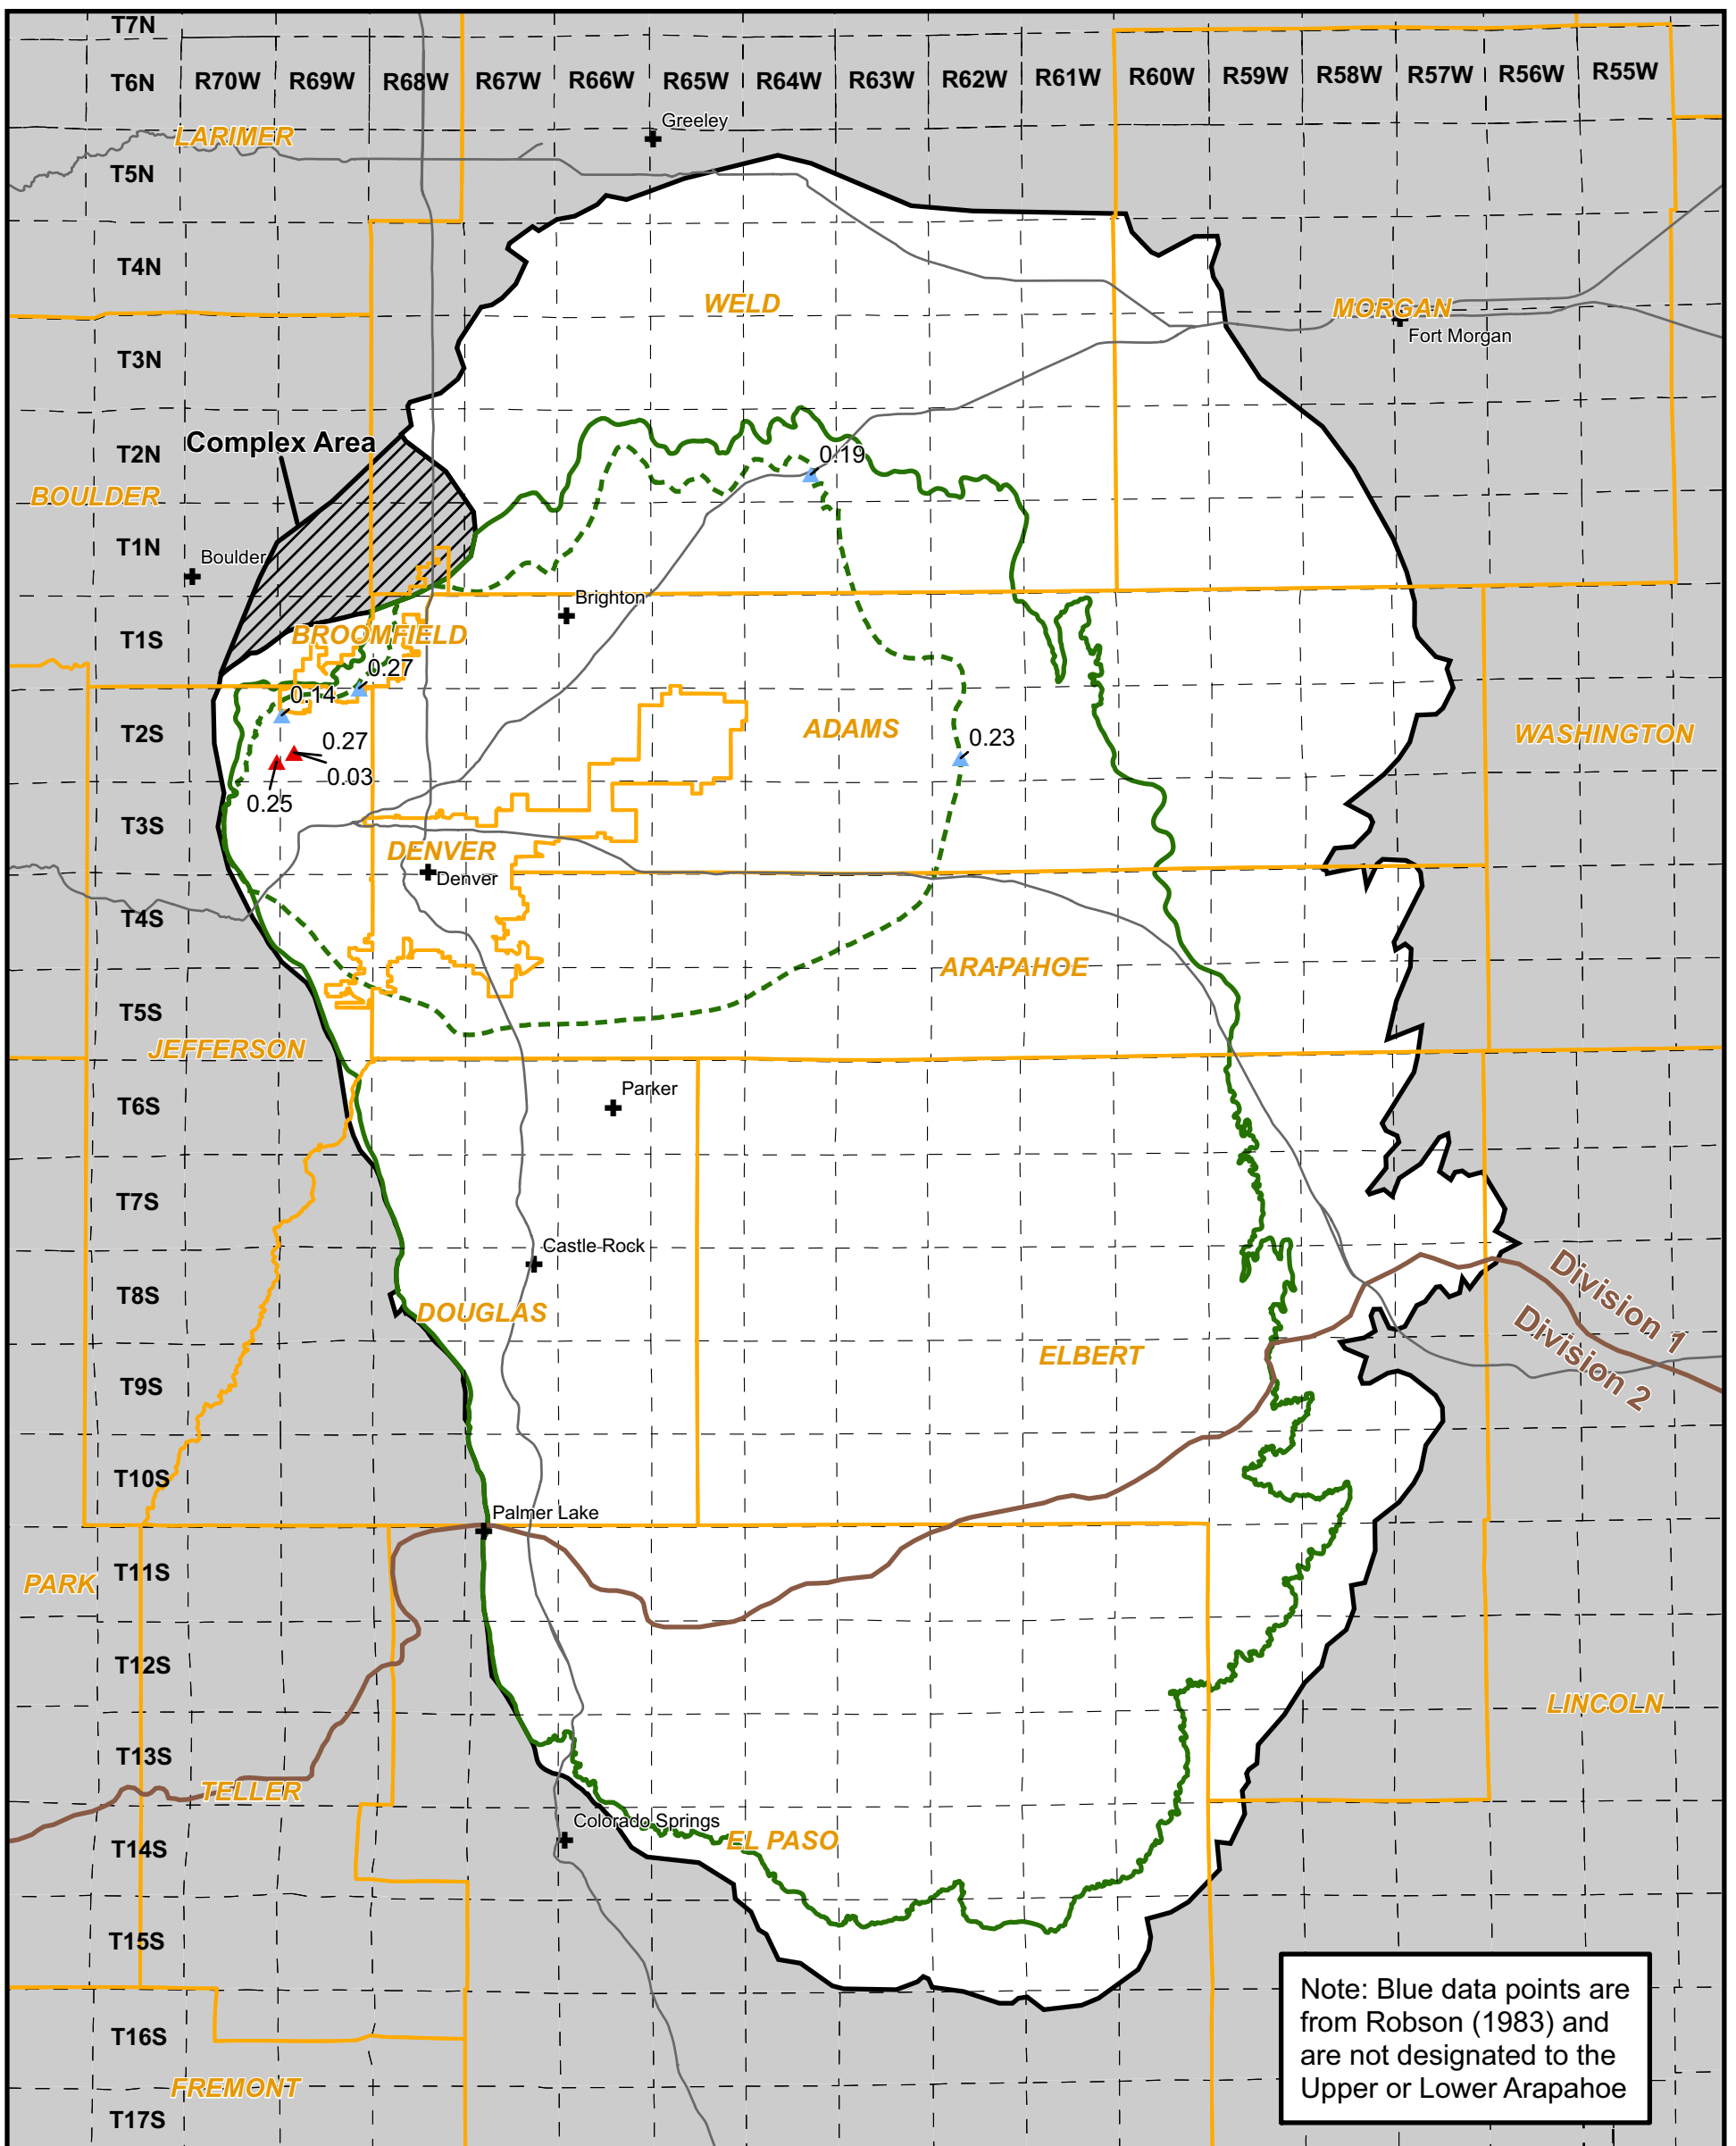 T7N
T6N
R70W
R69W
R68W
R67W
R66W
R65W
R64W
R63W
R62W
R61W
R60W
R59W
R58W
R57W
R56W
R55W
Greeley
LARIMER
T5N
T4N
WELD
MORGAN
Fort Morgan
T3N
Complex Area
T2N
0.19
BOULDER
T1N
Boulder
Brighton
T1S
BROOMFIELD
0.27
0.14
T2S
ADAMS
0.23
WASHINGTON
0.27
0.03
0.25
T3S
DENVER
Denver
T4S
ARAPAHOE
T5S
JEFFERSON
T6S
Parker
T7S
Castle Rock
Division 1
T8S
DOUGLAS
Division 2
ELBERT
T9S
T10S
Palmer Lake
T11S
PARK
T12S
LINCOLN
T13S
TELLER
Colorado Springs
T14S
EL PASO
T15S
Note: Blue data points are
from Robson (1983) and
are not designated to the
Upper or Lower Arapahoe
T16S
FREMONT
T17S